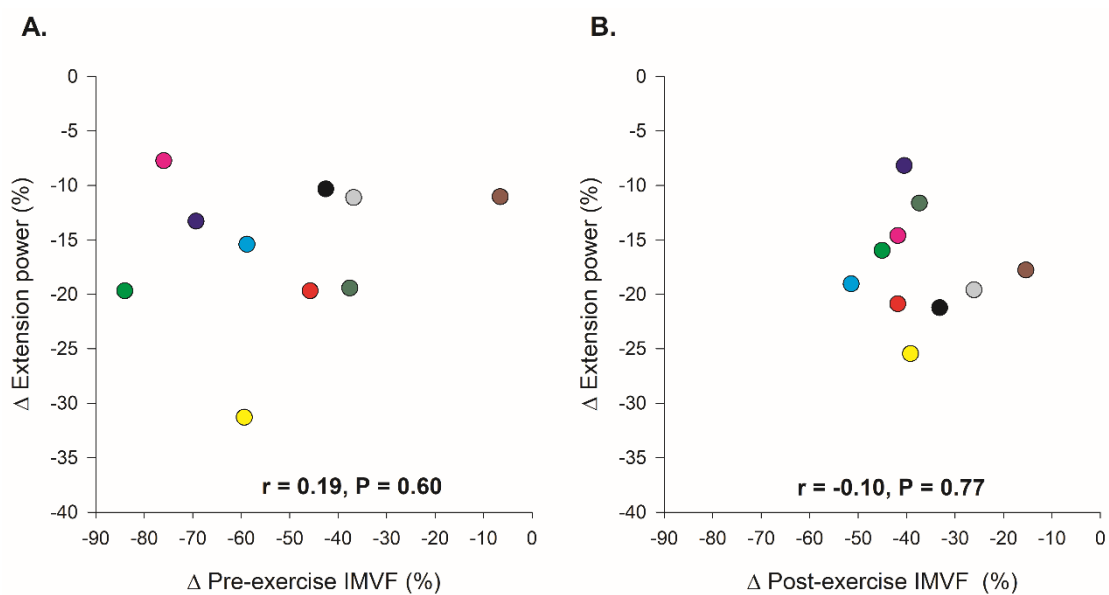 A.
0
-5
-10
-15
-20
-25
-30
-35
-40
Δ Extension power (%)
r = 0.19, P = 0.60
-90 -80 -70 -60 -50 -40 -30 -20 -10 0
Δ Pre-exercise IMVF (%)
B.
0
-5
-10
-15
-20
-25
-30
-35
-40
Δ Extension power (%)
r = -0.10, P = 0.77
-90 -80 -70 -60 -50 -40 -30 -20 -10 0
Δ Post-exercise IMVF (%)